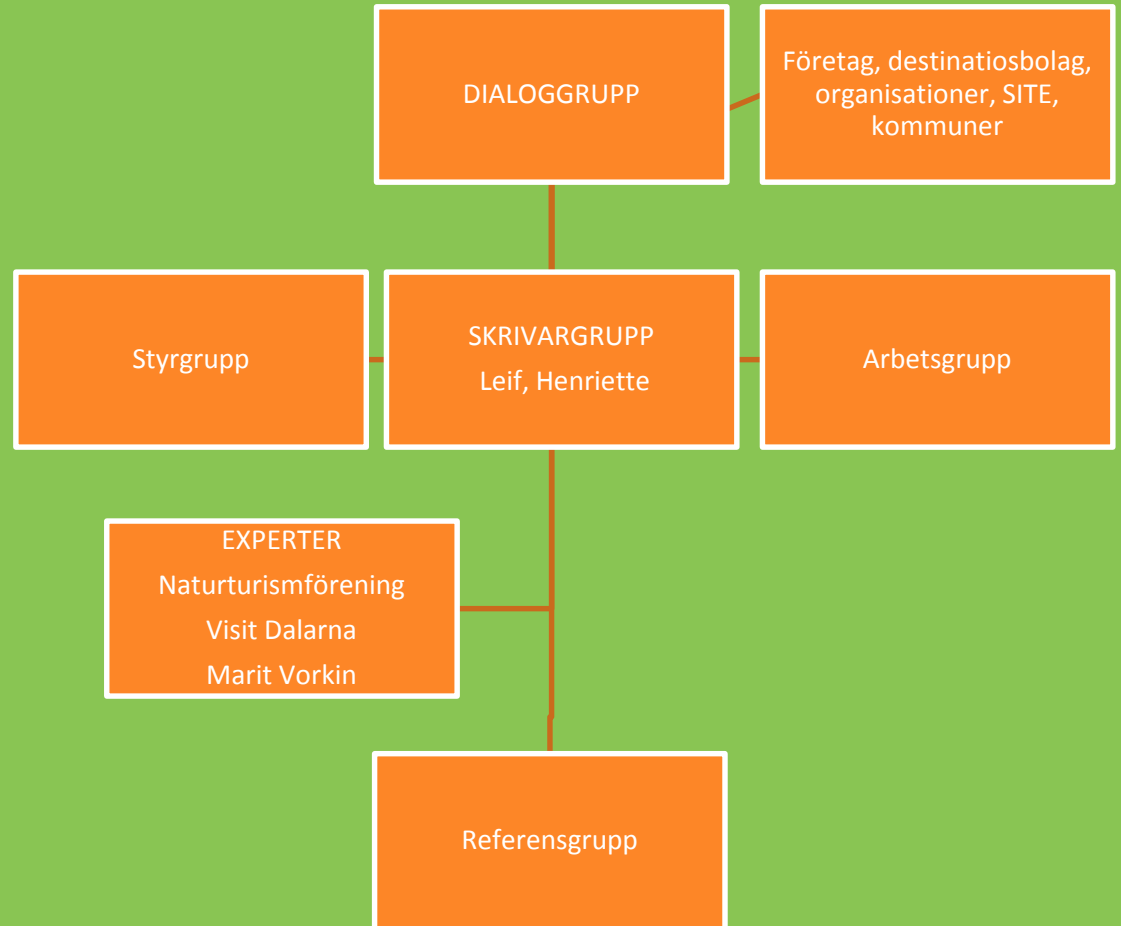 DIALOGGRUPP
Företag, destinatiosbolag,
organisationer, SITE,
kommuner
Styrgrupp
SKRIVARGRUPP
Leif, Henriette
Arbetsgrupp
EXPERTER
Naturturismförening
Visit Dalarna
Marit Vorkin
Referensgrupp